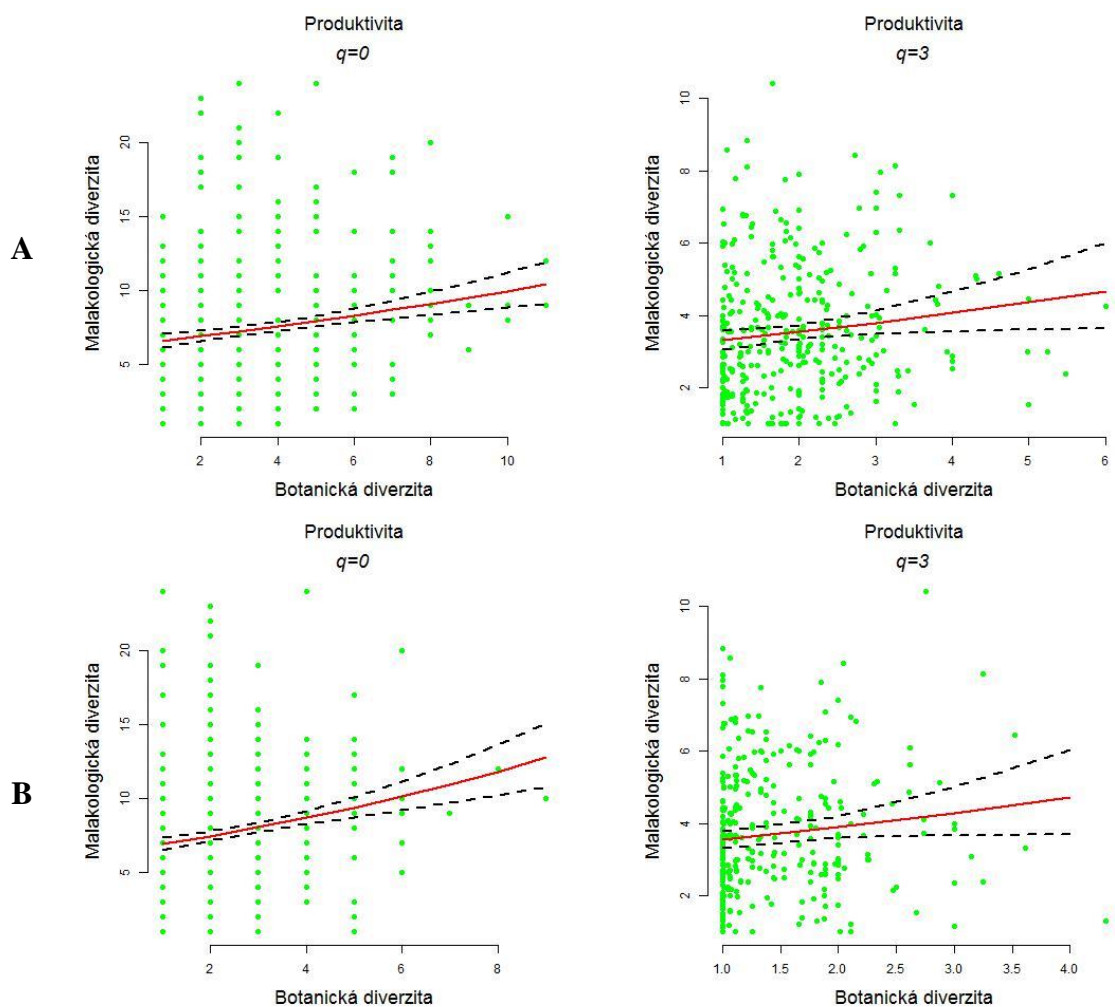 Produktivita
q=0
Malakologická diverzita
5
10
15
20
2
4
6
8
10
Botanická diverzita
Produktivita
q=3
Malakologická diverzita
2
4
6
8
10
1
2
3
4
5
6
Botanická diverzita
A
Produktivita
q=0
Malakologická diverzita
5
10
15
20
2
4
6
8
Botanická diverzita
Produktivita
q=3
Malakologická diverzita
2
4
6
8
10
1.0
1.5
2.0
2.5
3.0
3.5
4.0
Botanická diverzita
B